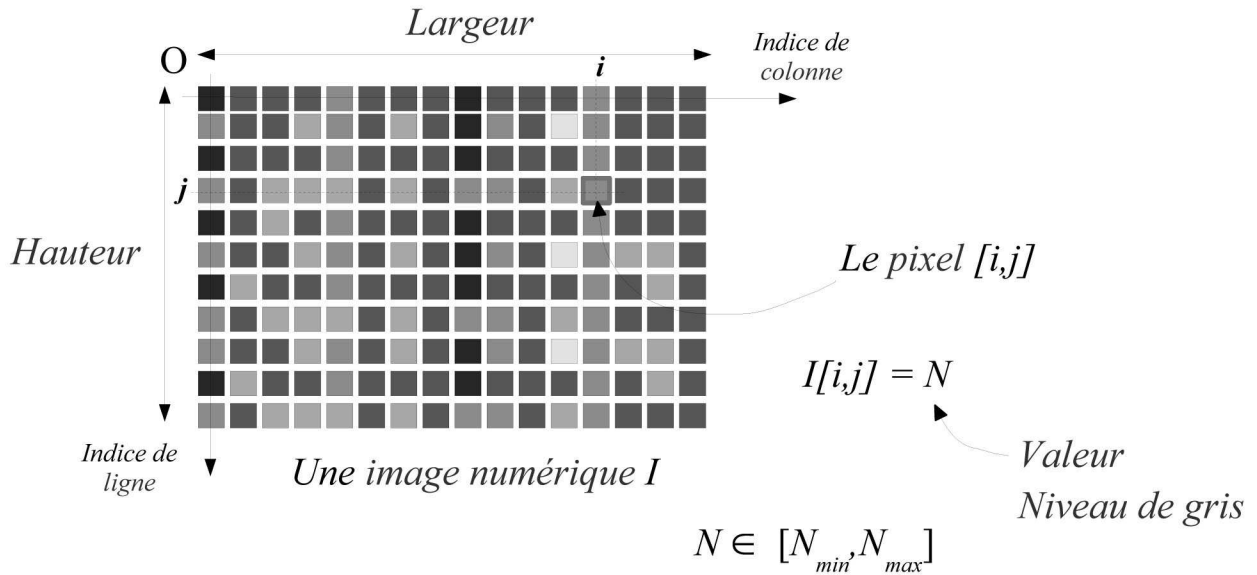 Largeur
O
i
Indice de
colonne
j
Hauteur
Le pixel [i,j]
I[i,j] = N
Indice de
ligne
Une image numérique I
Valeur
Niveau de gris
N ∈ [Nmin,Nmax]